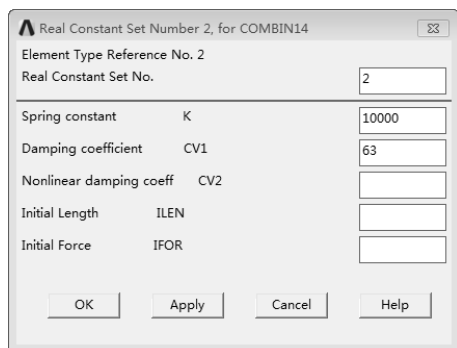 Real Constant Set Number 2, for COMBIN14
Element Type Reference No. 2
Real Constant Set No. 2
Spring constant K 10000
Damping coefficient CV1 63
Nonlinear damping coeff CV2
Initial Length ILEN
Initial Force IFOR
OK Apply Cancel Help